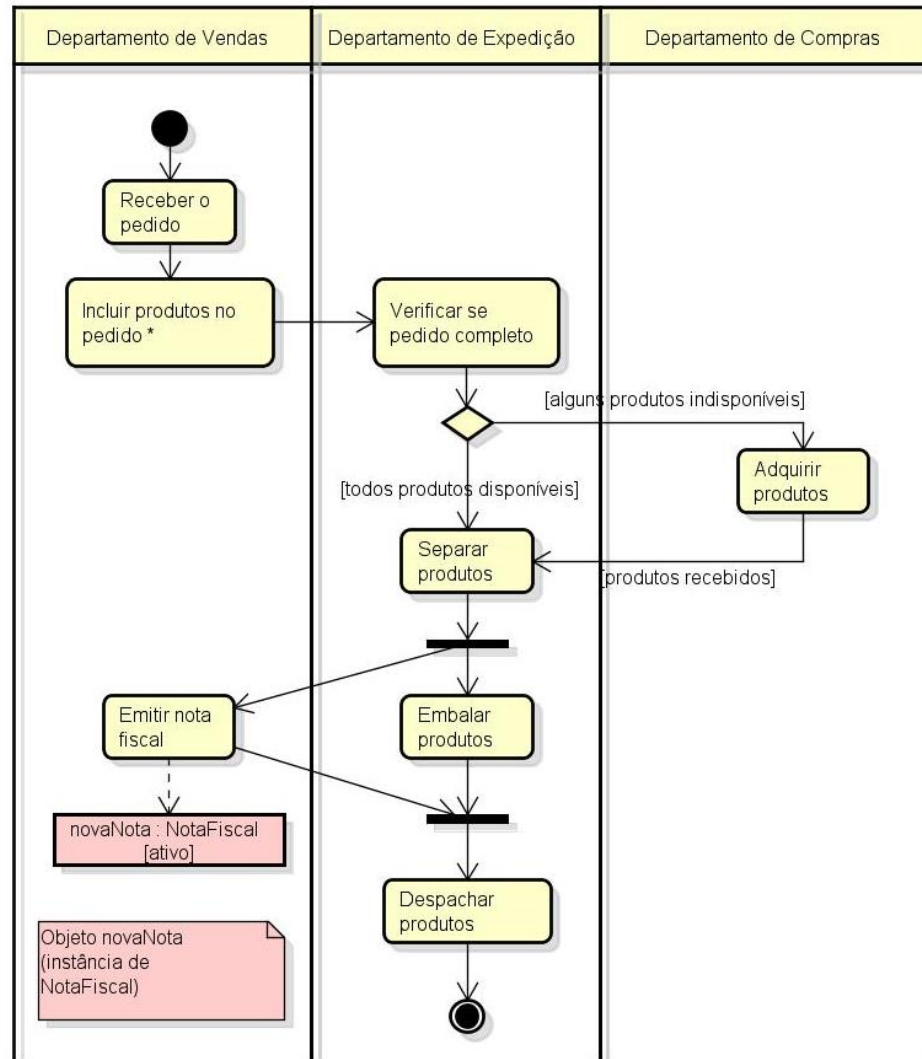 Departamento de Vendas
Departamento de Expedição
Departamento de Compras
Receber o
pedido
Incluir produtos no
pedido *
Verificar se
pedido completo
[alguns produtos indisponíveis]
Adquirir
produtos
[todos produtos disponíveis]
Separar
produtos
[produtos recebidos]
Emitir nota
fiscal
Embalar
produtos
novaNota : NotaFiscal
[ativo]
Despachar
produtos
Objeto novaNota
(instância de
NotaFiscal)